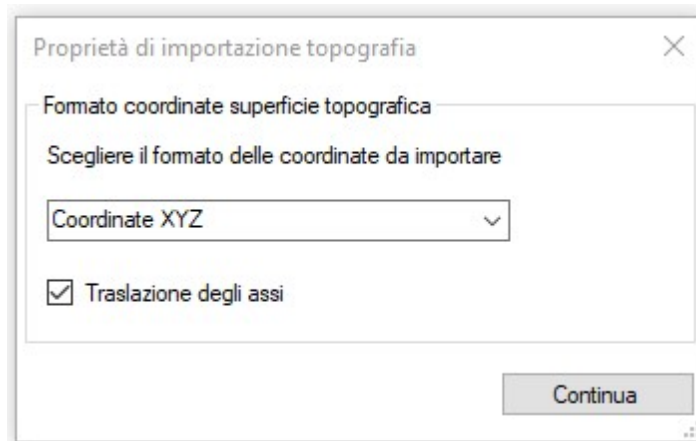 Proprietà di importazione topografia
Formato coordinate superficie topografica
Scegliere il formato delle coordinate da importare
Coordinate XYZ
Traslazione degli assi
Continua